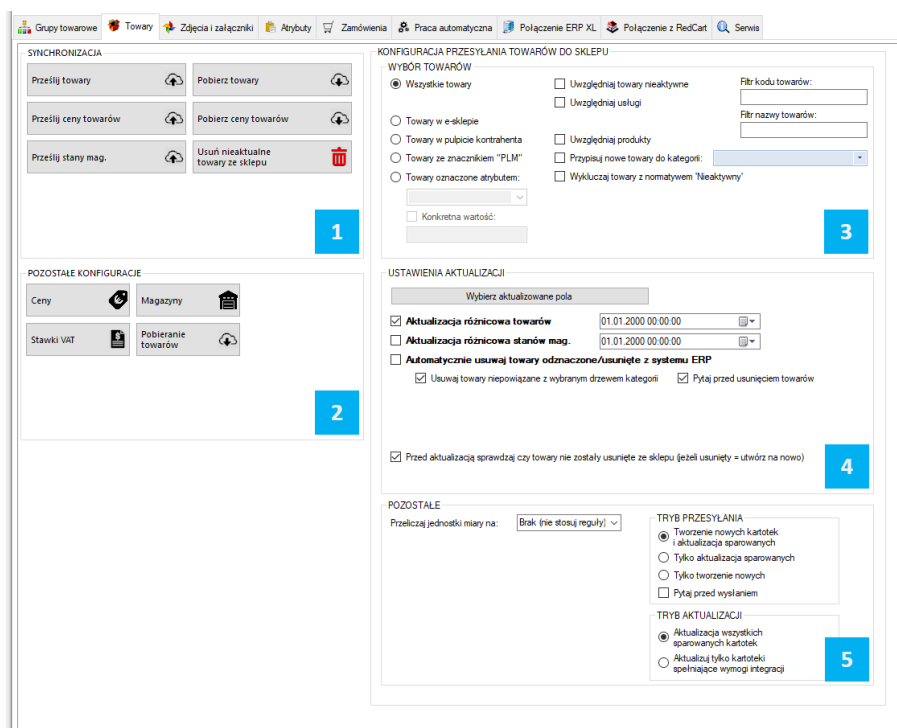 Grupy towarowe Towary Zdjęcia i załączniki Atrybuty Zamówienia Praca automatyczna Połączenie ERP XL Połączenie z RedCart Serwis
SYNCHRONIZACJA
Prześlij towary Pobierz towary
Prześlij ceny towarów Pobierz ceny towarów
Prześlij stany mag. Usuń nieaktualne
towary ze sklepu
1
POZOSTAŁE KONFIGURACJE
Ceny Magazyny
Stawki VAT Pobieranie
towarów
2
KONFIGURACJA PRZESYŁANIA TOWARÓW DO SKLEPU
WYBÓR TOWARÓW
Wszystkie towary Uwzględniaj towary nieaktywne Filtr kodu towarów:
Uwzględniaj usługi
Towary w e-sklepie Filtr nazwy towarów:
Towary w pulpicie kontrahenta Uwzględniaj produkty
Towary ze znacznikiem "PLM" Przypisuj nowe towary do kategorii:
Towary oznaczone atrybutem: Wykluczaj towary z normatywem 'Nieaktywny'
Konkretna wartość:
3
USTAWIENIA AKTUALIZACJI
Wybierz aktualizowane pola
Aktualizacja różnicowa towarów 01.01.2000 00:00:00
Aktualizacja różnicowa stanów mag. 01.01.2000 00:00:00
Automatycznie usuwaj towary odznaczone/usunięte z systemu ERP
Usuwaj towary niepowiązane z wybranym drzewem kategorii Pytaj przed usunięciem towarów
Przed aktualizacją sprawdzaj czy towary nie zostały usunięte ze sklepu (jeżeli usunięty = utwórz na nowo)
4
POZOSTAŁE
Przeliczaj jednostki miary na: Brak (nie stosuj reguły)
TRYB PRZESYŁANIA
Tworzenie nowych kartotek
i aktualizacja sparowanych
Tylko aktualizacja sparowanych
Tylko tworzenie nowych
Pytaj przed wysłaniem
TRYB AKTUALIZACJI
Aktualizacja wszystkich
sparowanych kartotek
Aktualizuj tylko kartoteki
spełniające wymogi integracji
5